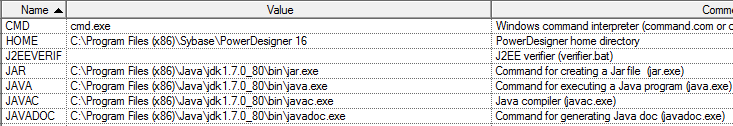 Name Value Comme
CMD cmd.exe Windows command interpreter (command.com or c
HOME C:\Program Files (x86)\Sybase\PowerDesigner 16 PowerDesigner home directory
J2EEVERIF J2EE verifier (verifier.bat)
JAR C:\Program Files (x86)\Java\jdk1.7.0_80\bin\jar.exe Command for creating a Jar file (jar.exe)
JAVA C:\Program Files (x86)\Java\jdk1.7.0_80\bin\java.exe Command for executing a Java program (java.exe)
JAVAC C:\Program Files (x86)\Java\jdk1.7.0_80\bin\javac.exe Java compiler (javac.exe)
JAVADOC C:\Program Files (x86)\Java\jdk1.7.0_80\bin\javadoc.exe Command for generating Java doc (javadoc.exe)